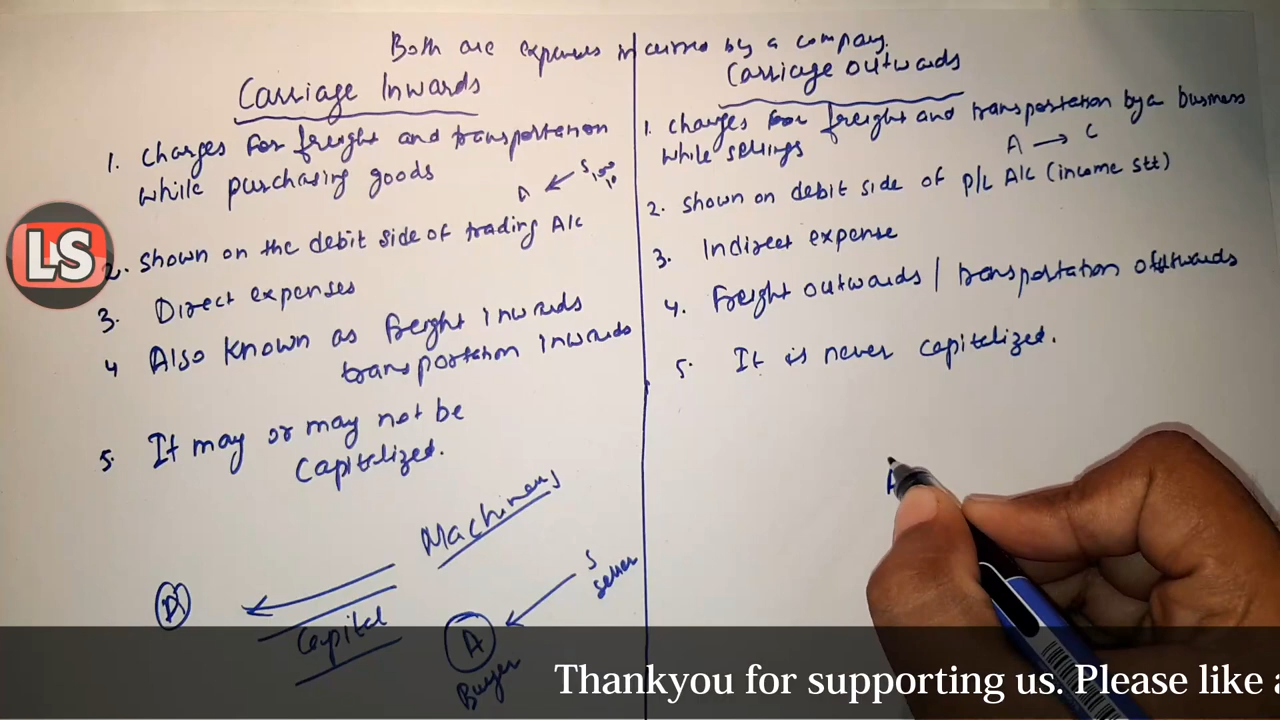 Both are expenses incurred by a company.
Carriage Inwards
1. Charges for freight and transportation
while purchasing goods
A ← S 100
10
2. Shown on the debit side of trading A/c
3. Direct expenses
4 Also known as freight inwards
transportation inwards
5. It may or may not be
capitalized.
Machinery
A
Capital
S
seller
A
Buyer
Carriage Outwards
1. charges for freight and transportation by a business
while sellings
A → C
2. shown on debit side of P/L A/c (income stt)
3. Indirect expense
4. Freight outwards / transportation outwards
5. It is never capitalized.
A
LS
Thankyou for supporting us. Please like a